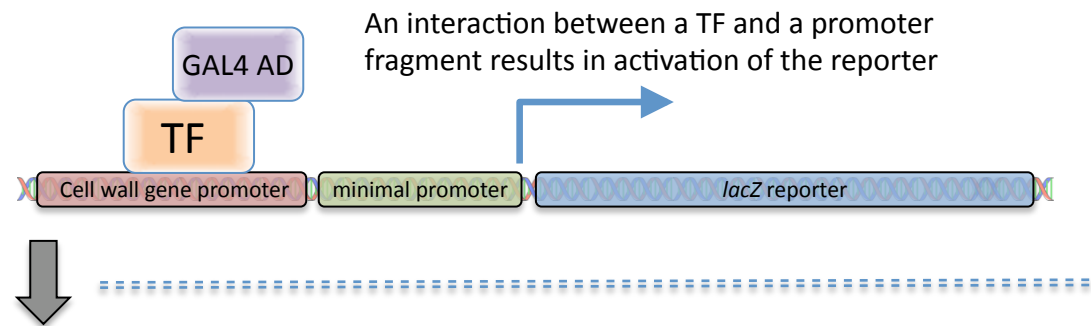 An interaction between a TF and a promoter
fragment results in activation of the reporter
GAL4 AD
TF
Cell wall gene promoter
minimal promoter
lacZ reporter